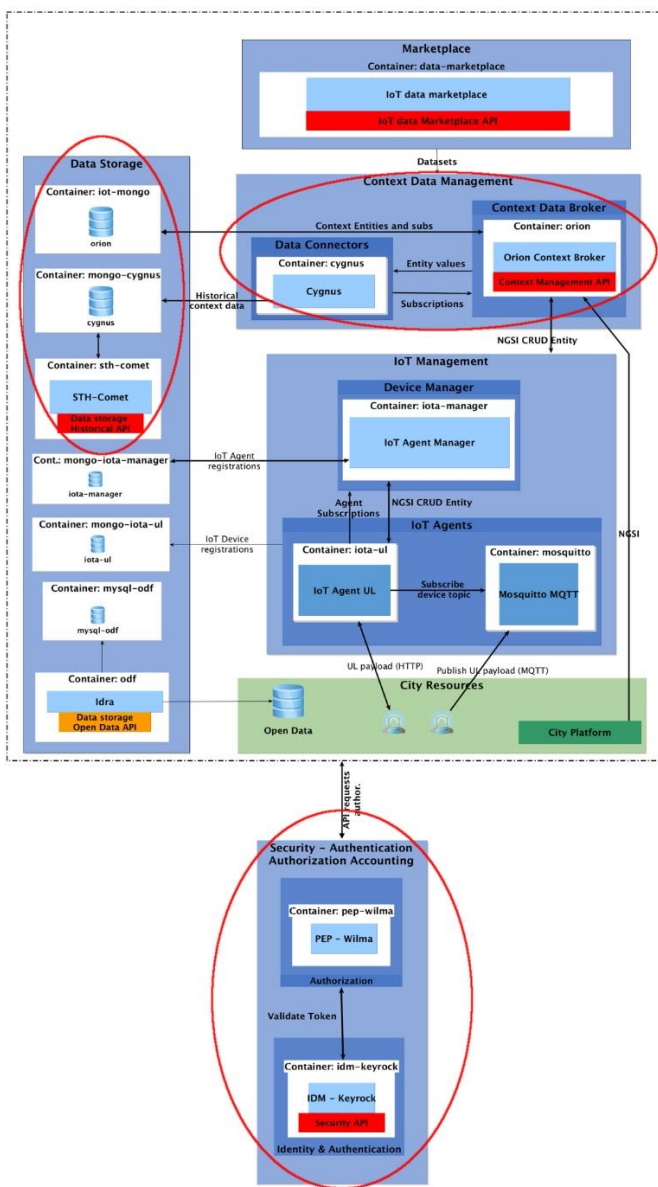 Marketplace
Container: data-marketplace
IoT data marketplace
IoT data Marketplace API
Datasets
Data Storage
Container: iot-mongo
orion
Container: mongo-cygnus
cygnus
Container: sth-comet
STH-Comet
Data storage
Historical API
Cont.: mongo-iota-manager
iota-manager
Container: mongo-iota-ul
iota-ul
Container: mysql-odf
mysql-odf
Container: odf
Idra
Data storage
Open Data API
Context Data Management
Context Data Broker
Container: orion
Orion Context Broker
Context Management API
Context Entities and subs
Data Connectors
Container: cygnus
Cygnus
Entity values
Subscriptions
Historical
context data
NGSI CRUD Entity
IoT Management
Device Manager
Container: iota-manager
IoT Agent Manager
IoT Agent
registrations
Agent
Subscriptions
NGSI CRUD Entity
IoT Device
registrations
IoT Agents
Container: iota-ul
IoT Agent UL
Subscribe
device topic
Container: mosquitto
Mosquitto MQTT
NGSI
UL payload (HTTP)
Publish UL payload (MQTT)
City Resources
Open Data
City Platform
API requests
author.
Security - Authentication
Authorization Accounting
Container: pep-wilma
PEP - Wilma
Authorization
Validate Token
Container: idm-keyrock
IDM - Keyrock
Security API
Identity & Authentication